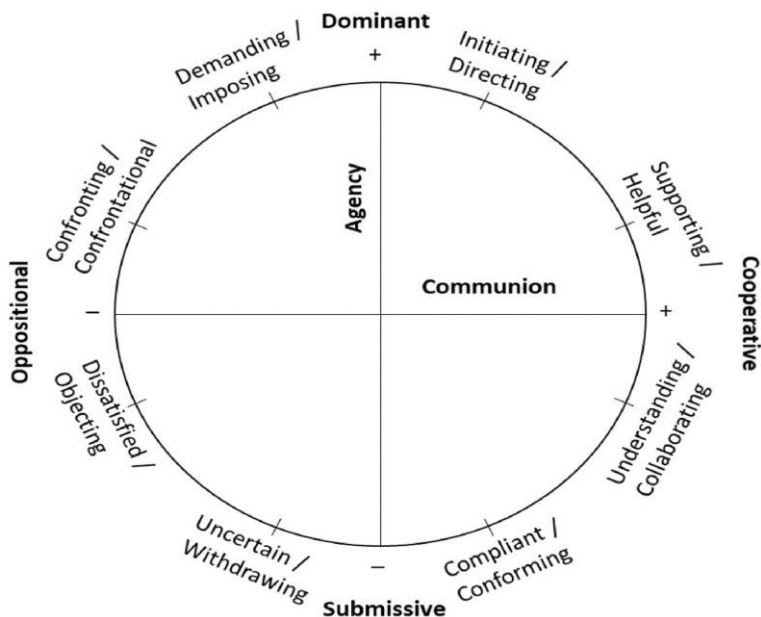 Dominant
+
Demanding /
Imposing
Initiating /
Directing
Confronting /
Confrontational
Agency
Supporting /
Helpful
Communion
Oppositional
–
+
Cooperative
Dissatisfied /
Objecting
Understanding /
Collaborating
Uncertain /
Withdrawing
Compliant /
Conforming
–
Submissive